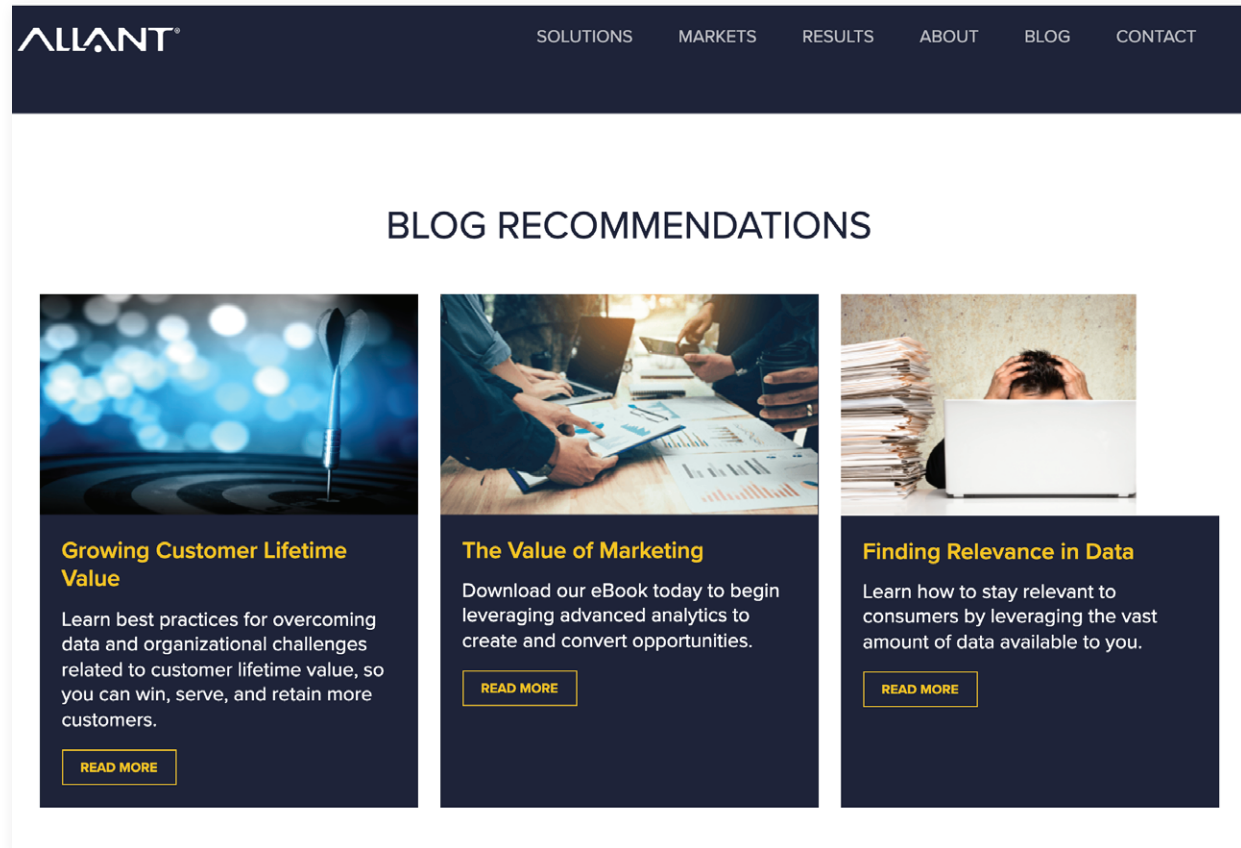 ALLANT®
SOLUTIONS MARKETS RESULTS ABOUT BLOG CONTACT
BLOG RECOMMENDATIONS
Growing Customer Lifetime
Value
Learn best practices for overcoming
data and organizational challenges
related to customer lifetime value, so
you can win, serve, and retain more
customers.
READ MORE
The Value of Marketing
Download our eBook today to begin
leveraging advanced analytics to
create and convert opportunities.
READ MORE
Finding Relevance in Data
Learn how to stay relevant to
consumers by leveraging the vast
amount of data available to you.
READ MORE